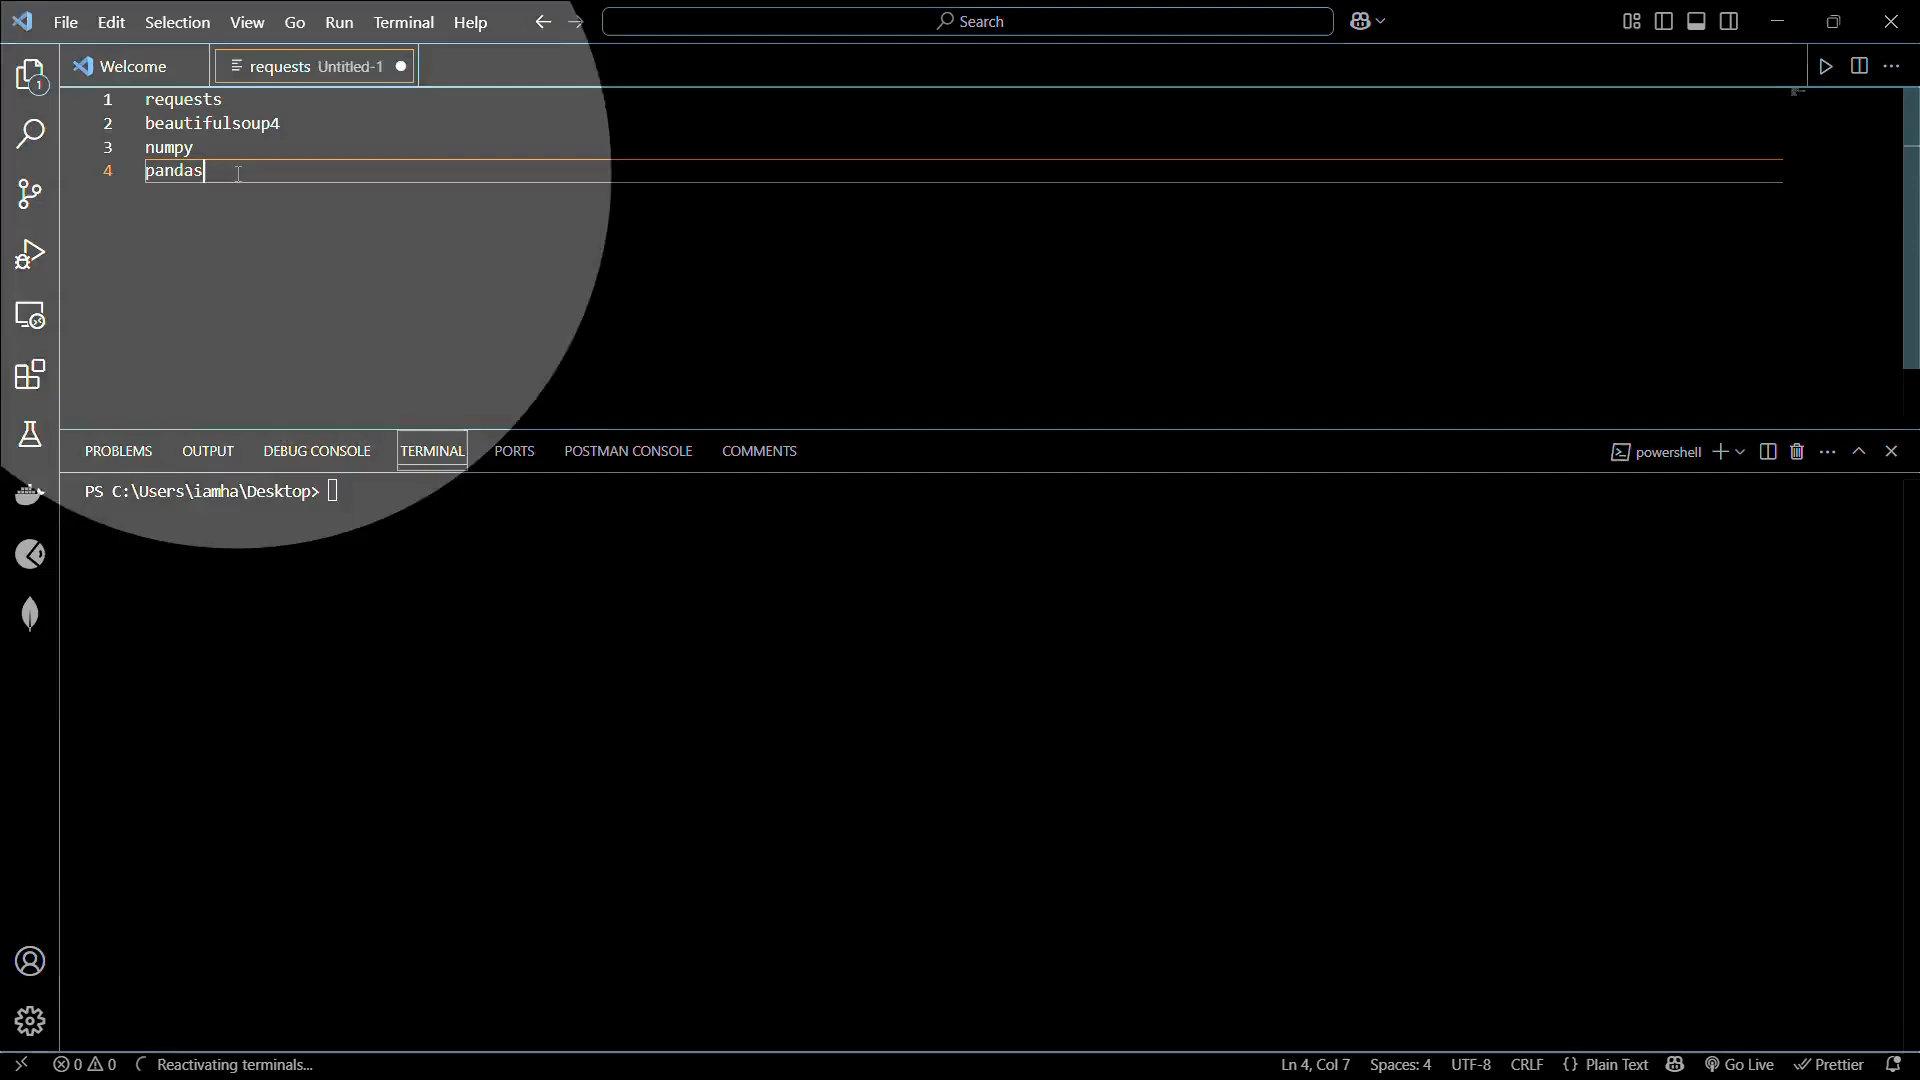 File Edit Selection View Go Run Terminal Help
Search
Welcome
requests Untitled-1
1 requests
2 beautifulsoup4
3 numpy
4 pandas
PROBLEMS OUTPUT DEBUG CONSOLE TERMINAL PORTS POSTMAN CONSOLE COMMENTS
powershell
PS C:\Users\iamha\Desktop>
1
0 0 Reactivating terminals...
Ln 4, Col 7 Spaces: 4 UTF-8 CRLF {} Plain Text Go Live Prettier